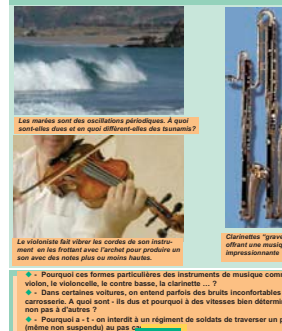 Les marées sont des oscillations périodiques. À quoi
sont-elles dues et en quoi diffèrent-elles des tsunamis?
Le violoniste fait vibrer les cordes de son instru-
ment en les frottant avec l'archet pour produire un
son avec des notes plus ou moins hautes.
Clarinettes "grave
offrant une musiq
impressionnante
- Pourquoi ces formes particulières des instruments de musique comm
violon, le violoncelle, le contre basse, la clarinette ... ?
- Dans certaines voitures, on entend parfois des bruits inconfortables
carrosserie. A quoi sont - ils dus et pourquoi à des vitesses bien détermi
non pas à d'autres ?
- Pourquoi a - t - on interdit à un régiment de soldats de traverser un p
(même non suspendu) au pas